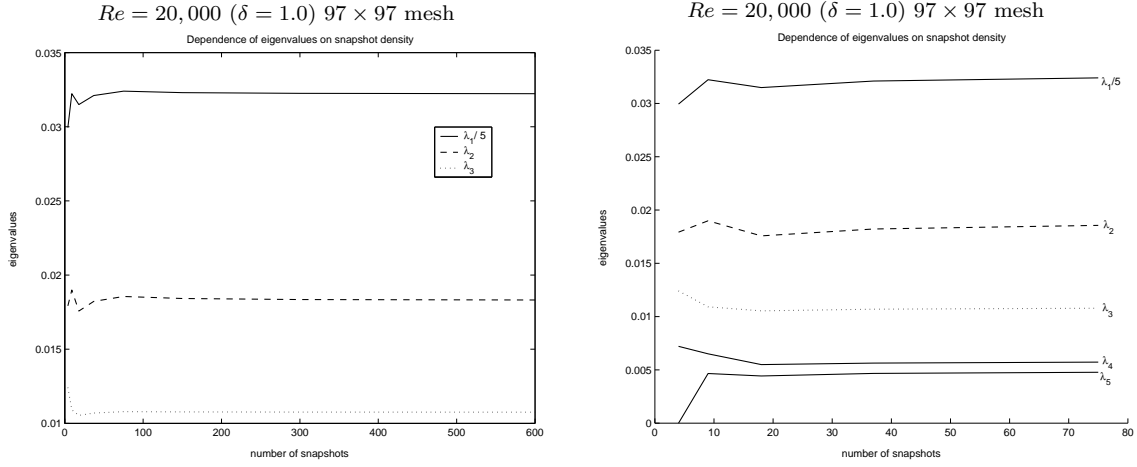 Re = 20,000 (δ = 1.0) 97 × 97 mesh
Dependence of eigenvalues on snapshot density
0.035
0.03
0.025
0.02
0.015
0.01
eigenvalues
λ1/ 5
λ2
λ3
0
100
200
300
400
500
600
number of snapshots
Re = 20,000 (δ = 1.0) 97 × 97 mesh
Dependence of eigenvalues on snapshot density
0.035
0.03
0.025
0.02
0.015
0.01
0.005
0
eigenvalues
λ1/5
λ2
λ3
λ4
λ5
0
10
20
30
40
50
60
70
80
number of snapshots